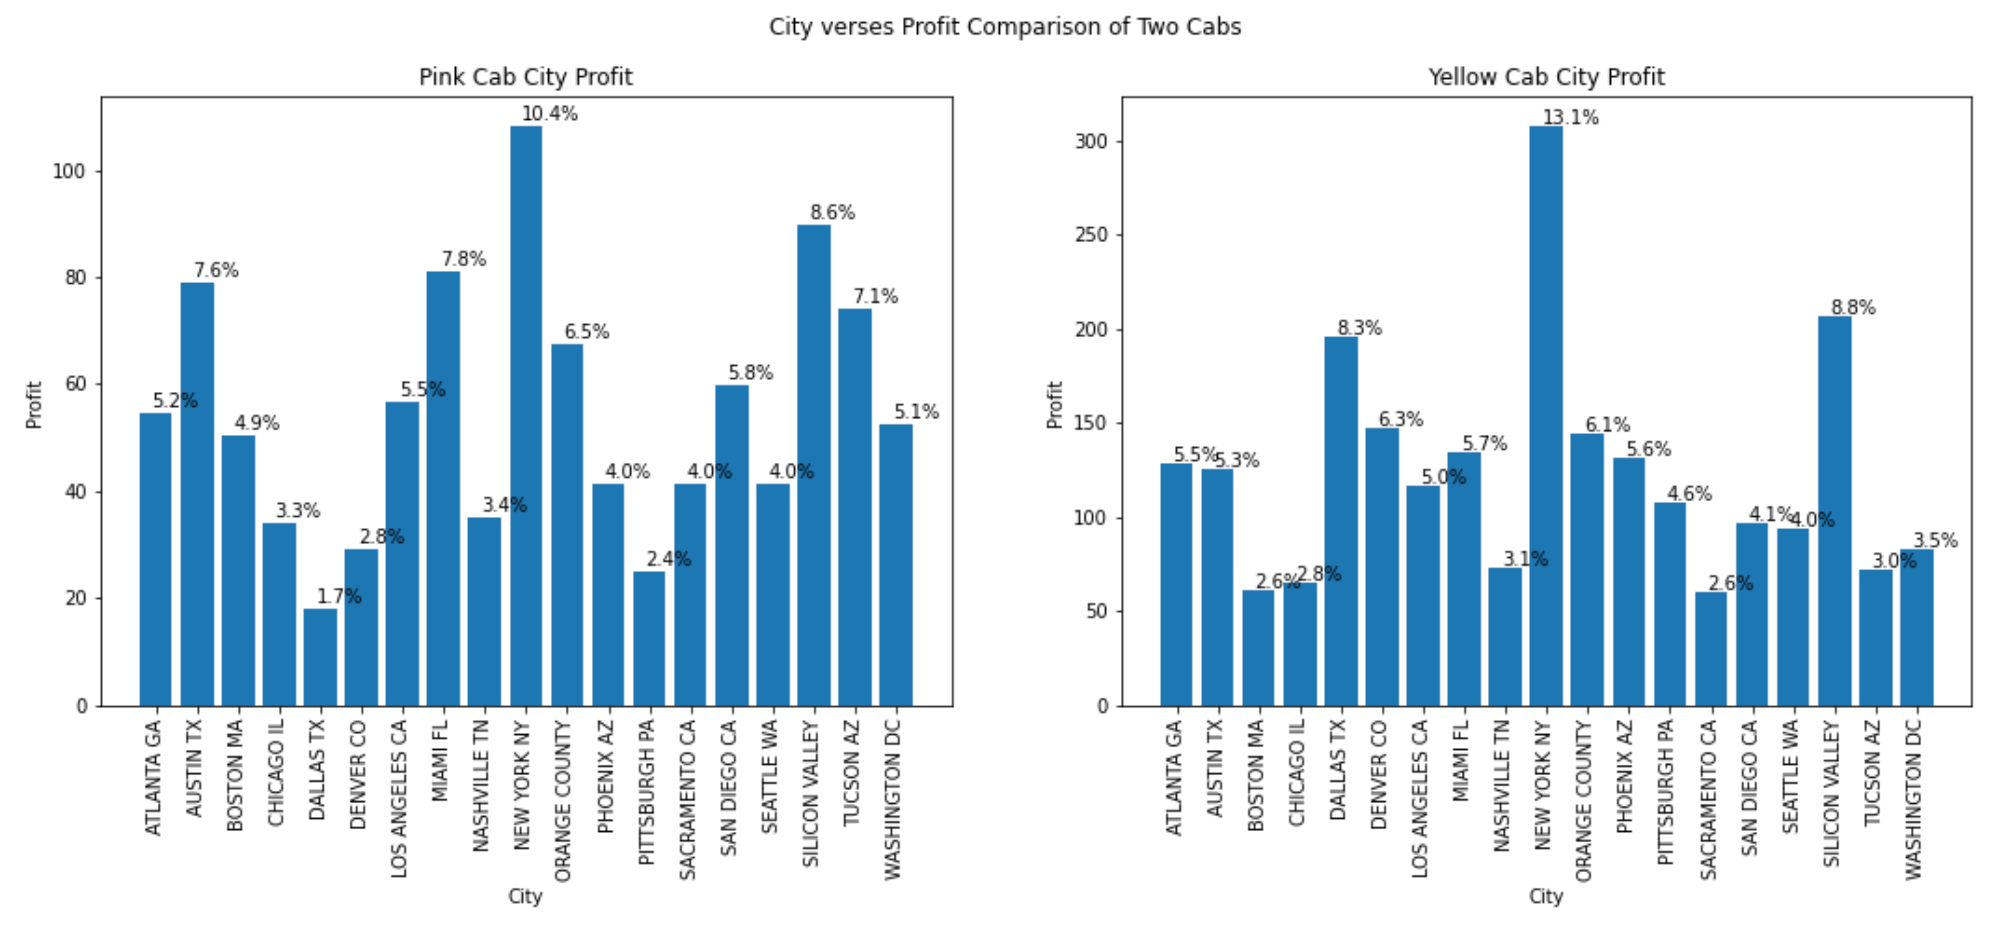 City verses Profit Comparison of Two Cabs
Pink Cab City Profit
Profit
100
80
60
40
20
0
5.2%
7.6%
4.9%
3.3%
1.7%
2.8%
5.5%
7.8%
3.4%
10.4%
6.5%
4.0%
2.4%
4.0%
5.8%
4.0%
8.6%
7.1%
5.1%
ATLANTA GA
AUSTIN TX
BOSTON MA
CHICAGO IL
DALLAS TX
DENVER CO
LOS ANGELES CA
MIAMI FL
NASHVILLE TN
NEW YORK NY
ORANGE COUNTY
PHOENIX AZ
PITTSBURGH PA
SACRAMENTO CA
SAN DIEGO CA
SEATTLE WA
SILICON VALLEY
TUCSON AZ
WASHINGTON DC
City
Yellow Cab City Profit
Profit
300
250
200
150
100
50
0
5.5%
5.3%
2.6%
2.8%
8.3%
6.3%
5.0%
5.7%
3.1%
13.1%
6.1%
5.6%
4.6%
2.6%
4.1%
4.0%
8.8%
3.0%
3.5%
ATLANTA GA
AUSTIN TX
BOSTON MA
CHICAGO IL
DALLAS TX
DENVER CO
LOS ANGELES CA
MIAMI FL
NASHVILLE TN
NEW YORK NY
ORANGE COUNTY
PHOENIX AZ
PITTSBURGH PA
SACRAMENTO CA
SAN DIEGO CA
SEATTLE WA
SILICON VALLEY
TUCSON AZ
WASHINGTON DC
City